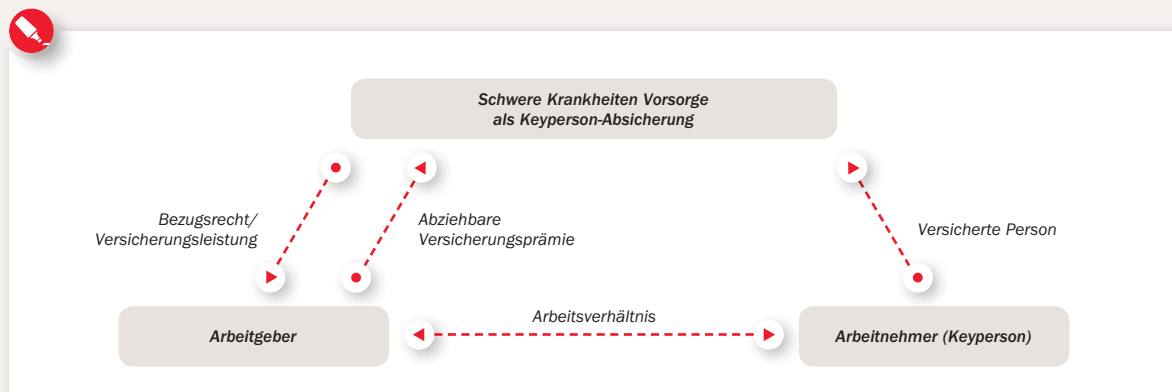 Schwere Krankheiten Vorsorge
als Keyperson-Absicherung
Bezugsrecht/
Versicherungsleistung
Abziehbare
Versicherungsprämie
Versicherte Person
Arbeitsverhältnis
Arbeitgeber
Arbeitnehmer (Keyperson)